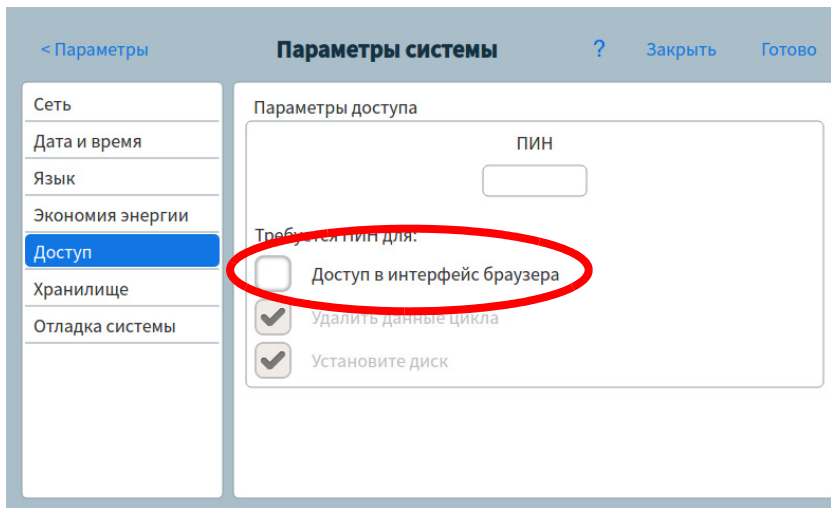 < Параметры
Параметры системы
?
Закрыть
Готово
Сеть
Дата и время
Язык
Экономия энергии
Доступ
Хранилище
Отладка системы
Параметры доступа
ПИН
Требуется ПИН для:
Доступ в интерфейс браузера
Удалить данные цикла
Установите диск